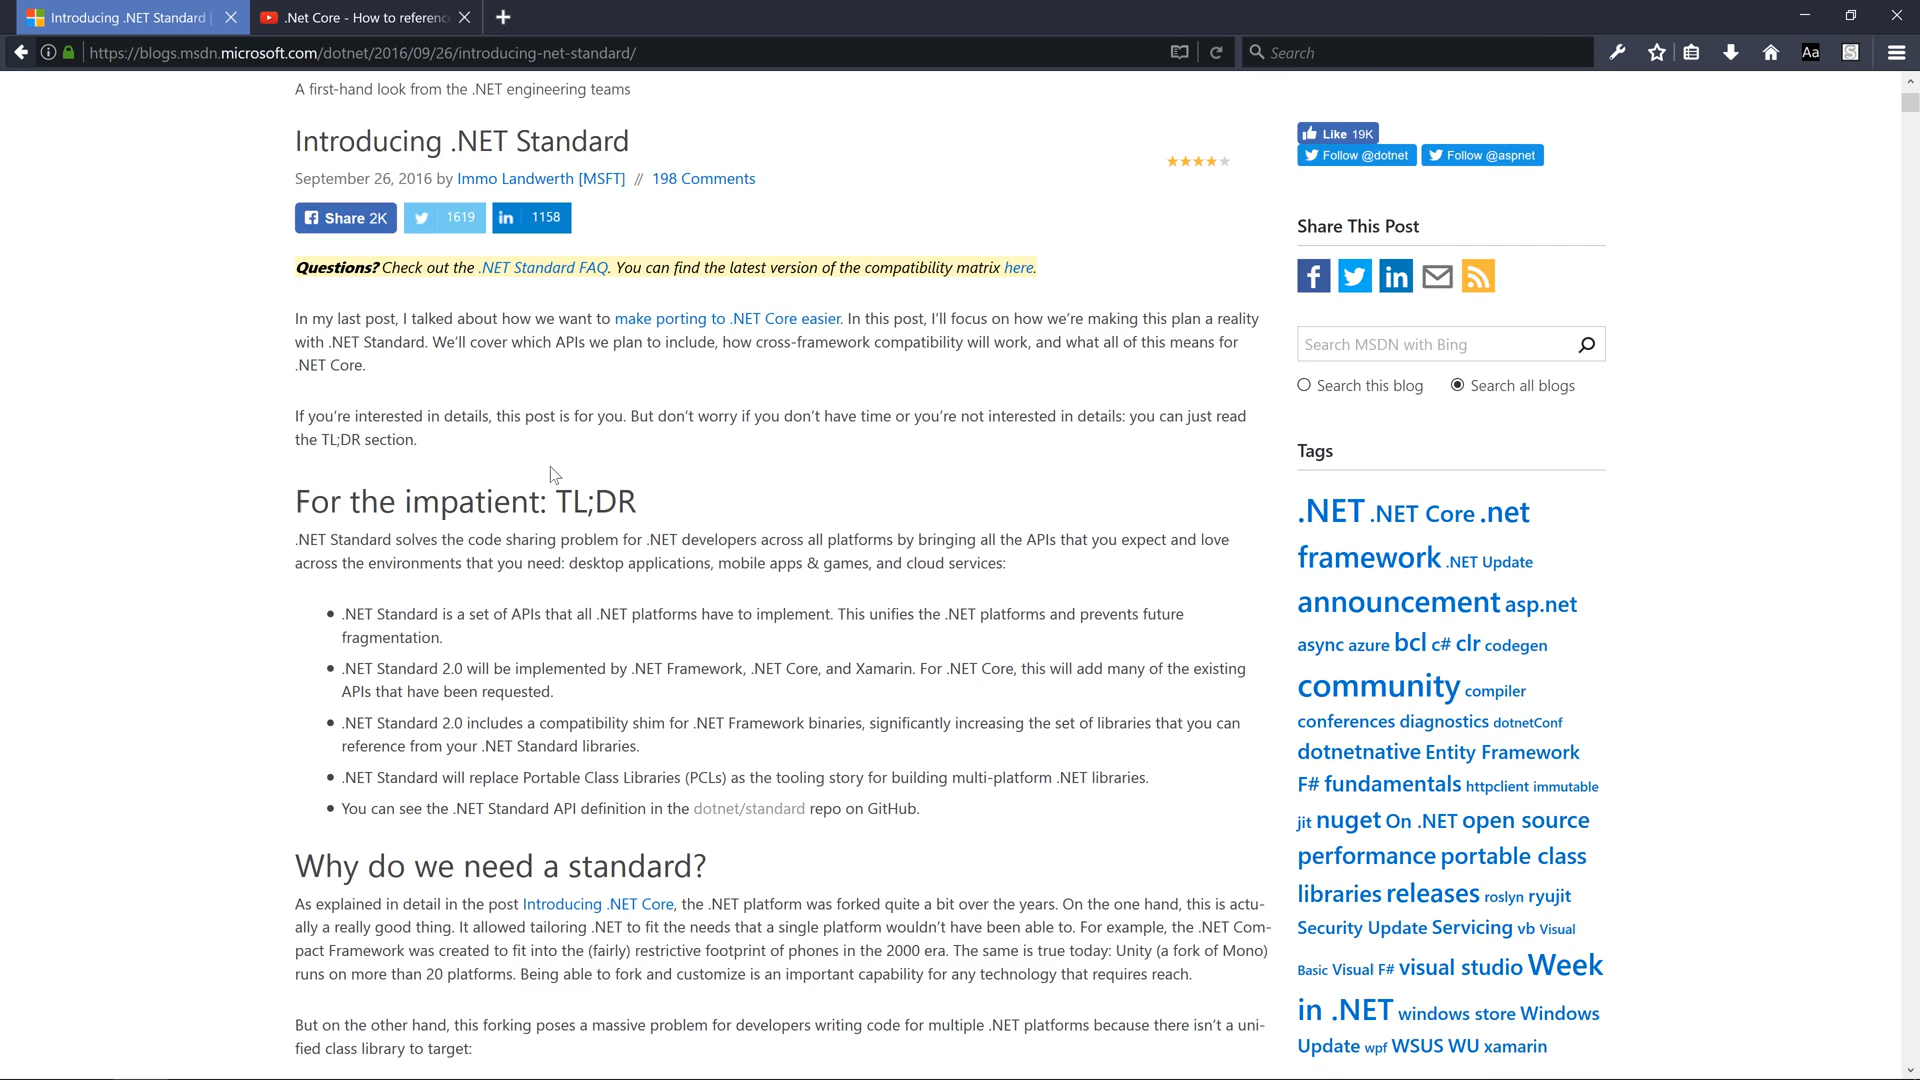 Introducing .NET Standard |
.Net Core - How to referenc
https://blogs.msdn.microsoft.com/dotnet/2016/09/26/introducing-net-standard/
Search
Aa
A first-hand look from the .NET engineering teams
Introducing .NET Standard
September 26, 2016 by Immo Landwerth [MSFT] // 198 Comments
Share 2K
1619
1158
Questions? Check out the .NET Standard FAQ. You can find the latest version of the compatibility matrix here.
In my last post, I talked about how we want to make porting to .NET Core easier. In this post, I'll focus on how we're making this plan a reality
with .NET Standard. We'll cover which APIs we plan to include, how cross-framework compatibility will work, and what all of this means for
.NET Core.
If you're interested in details, this post is for you. But don't worry if you don't have time or you're not interested in details: you can just read
the TL;DR section.
For the impatient: TL;DR
.NET Standard solves the code sharing problem for .NET developers across all platforms by bringing all the APIs that you expect and love
across the environments that you need: desktop applications, mobile apps & games, and cloud services:
• .NET Standard is a set of APIs that all .NET platforms have to implement. This unifies the .NET platforms and prevents future
fragmentation.
• .NET Standard 2.0 will be implemented by .NET Framework, .NET Core, and Xamarin. For .NET Core, this will add many of the existing
APIs that have been requested.
• .NET Standard 2.0 includes a compatibility shim for .NET Framework binaries, significantly increasing the set of libraries that you can
reference from your .NET Standard libraries.
• .NET Standard will replace Portable Class Libraries (PCLs) as the tooling story for building multi-platform .NET libraries.
• You can see the .NET Standard API definition in the dotnet/standard repo on GitHub.
Why do we need a standard?
As explained in detail in the post Introducing .NET Core, the .NET platform was forked quite a bit over the years. On the one hand, this is actu-
ally a really good thing. It allowed tailoring .NET to fit the needs that a single platform wouldn't have been able to. For example, the .NET Com-
pact Framework was created to fit into the (fairly) restrictive footprint of phones in the 2000 era. The same is true today: Unity (a fork of Mono)
runs on more than 20 platforms. Being able to fork and customize is an important capability for any technology that requires reach.
But on the other hand, this forking poses a massive problem for developers writing code for multiple .NET platforms because there isn't a uni-
fied class library to target:
Like 19K
Follow @dotnet
Follow @aspnet
Share This Post
Search MSDN with Bing
Search this blog
Search all blogs
Tags
.NET .NET Core .net
framework .NET Update
announcement asp.net
async azure bcl c# clr codegen
community compiler
conferences diagnostics dotnetConf
dotnetnative Entity Framework
F# fundamentals httpclient immutable
jit nuget On .NET open source
performance portable class
libraries releases roslyn ryujit
Security Update Servicing vb Visual
Basic Visual F# visual studio Week
in .NET windows store Windows
Update wpf WSUS WU xamarin